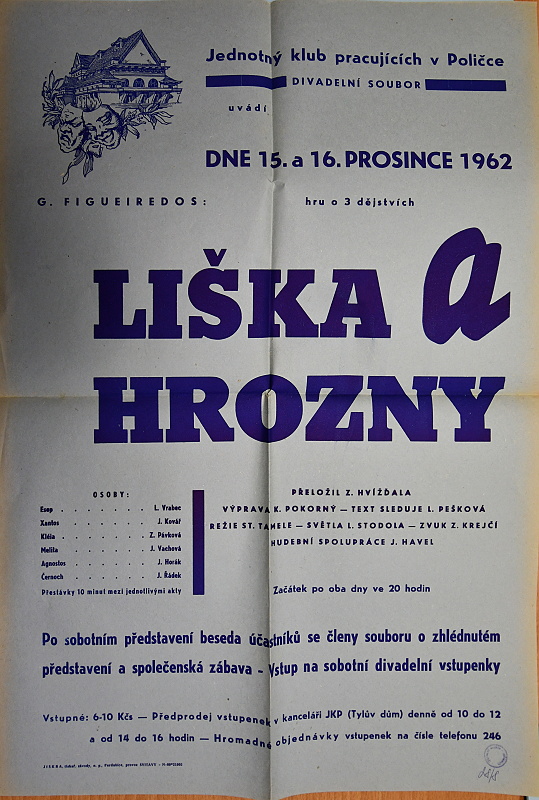 Jednotný klub pracujících v Poličce
DIVADELNÍ SOUBOR
uvádí
DNE 15. a 16. PROSINCE 1962
G. FIGUEIREDOS: hru o 3 dějstvích
LIŠKA a
HROZNY
OSOBY:
Esop . . . . . . . L. Vrabec
Xantos . . . . . . . J. Kovář
Kléia . . . . . . . Z. Pávková
Melita . . . . . . . J. Vachová
Agnostos . . . . . . J. Horák
Černoch . . . . . . J. Řádek
Přestávky 10 minut mezi jednotlivými akty
PŘELOŽIL Z. HVÍŽĎALA
VÝPRAVA K. POKORNÝ — TEXT SLEDUJE L. PEŠKOVÁ
REŽIE ST. TAMELE — SVĚTLA L. STODOLA — ZVUK Z. KREJČÍ
HUDEBNÍ SPOLUPRÁCE J. HAVEL
Začátek po oba dny ve 20 hodin
Po sobotním představení beseda účastníků se členy souboru o zhlédnutém
představení a společenská zábava - Vstup na sobotní divadelní vstupenky
Vstupné: 6-10 Kčs — Předprodej vstupenek v kanceláři JKP (Tylův dům) denně od 10 do 12
a od 14 do 16 hodin — Hromadné objednávky vstupenek na čísle telefonu 246